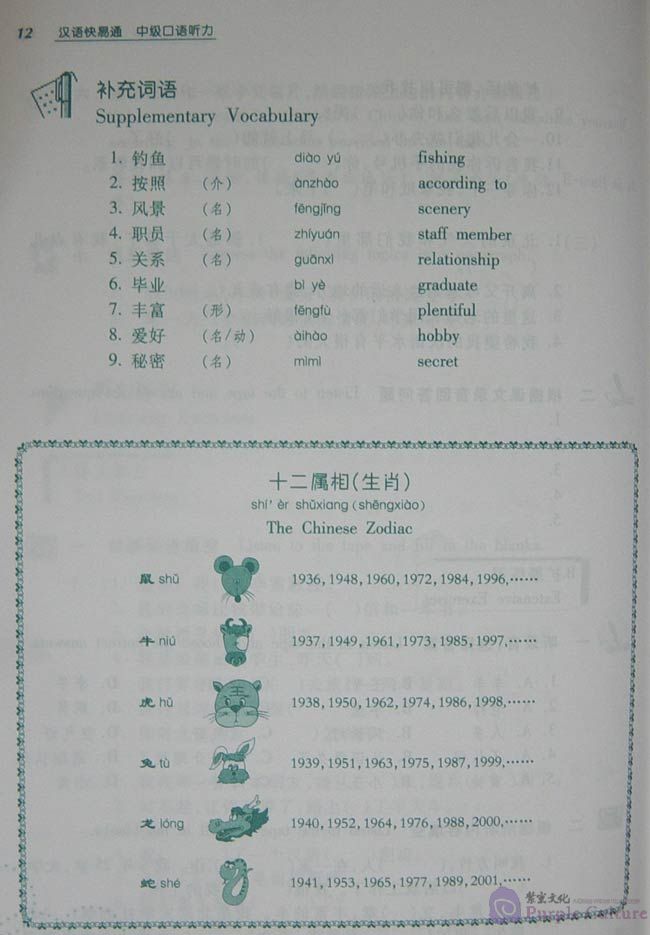 12 汉语快易通 中级口语听力
补充词语
Supplementary Vocabulary
1. 钓鱼 diào yú fishing
2. 按照 (介) ànzhào according to
3. 风景 (名) fēngjǐng scenery
4. 职员 (名) zhíyuán staff member
5. 关系 (名) guānxì relationship
6. 毕业 bì yè graduate
7. 丰富 (形) fēngfù plentiful
8. 爱好 (名/动) àihào hobby
9. 秘密 (名) mìmì secret
十二属相(生肖)
shí'èr shǔxiang (shēngxiào)
The Chinese Zodiac
鼠 shǔ 1936,1948,1960,1972,1984,1996,……
牛 niú 1937,1949,1961,1973,1985,1997,……
虎 hǔ 1938,1950,1962,1974,1986,1998,……
兔 tù 1939,1951,1963,1975,1987,1999,……
龙 lóng 1940,1952,1964,1976,1988,2000,……
蛇 shé 1941,1953,1965,1977,1989,2001,……
紫宣文化
Purple Culture